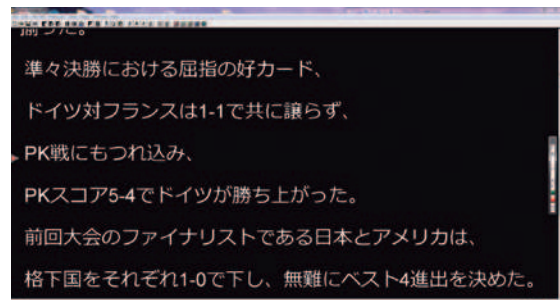 揃った。
準々決勝における屈指の好カード、
ドイツ対フランスは1-1で共に譲らず、
PK戦にもつれ込み、
PKスコア5-4でドイツが勝ち上がった。
前回大会のファイナリストである日本とアメリカは、
格下国をそれぞれ1-0で下し、無難にベスト4進出を決めた。